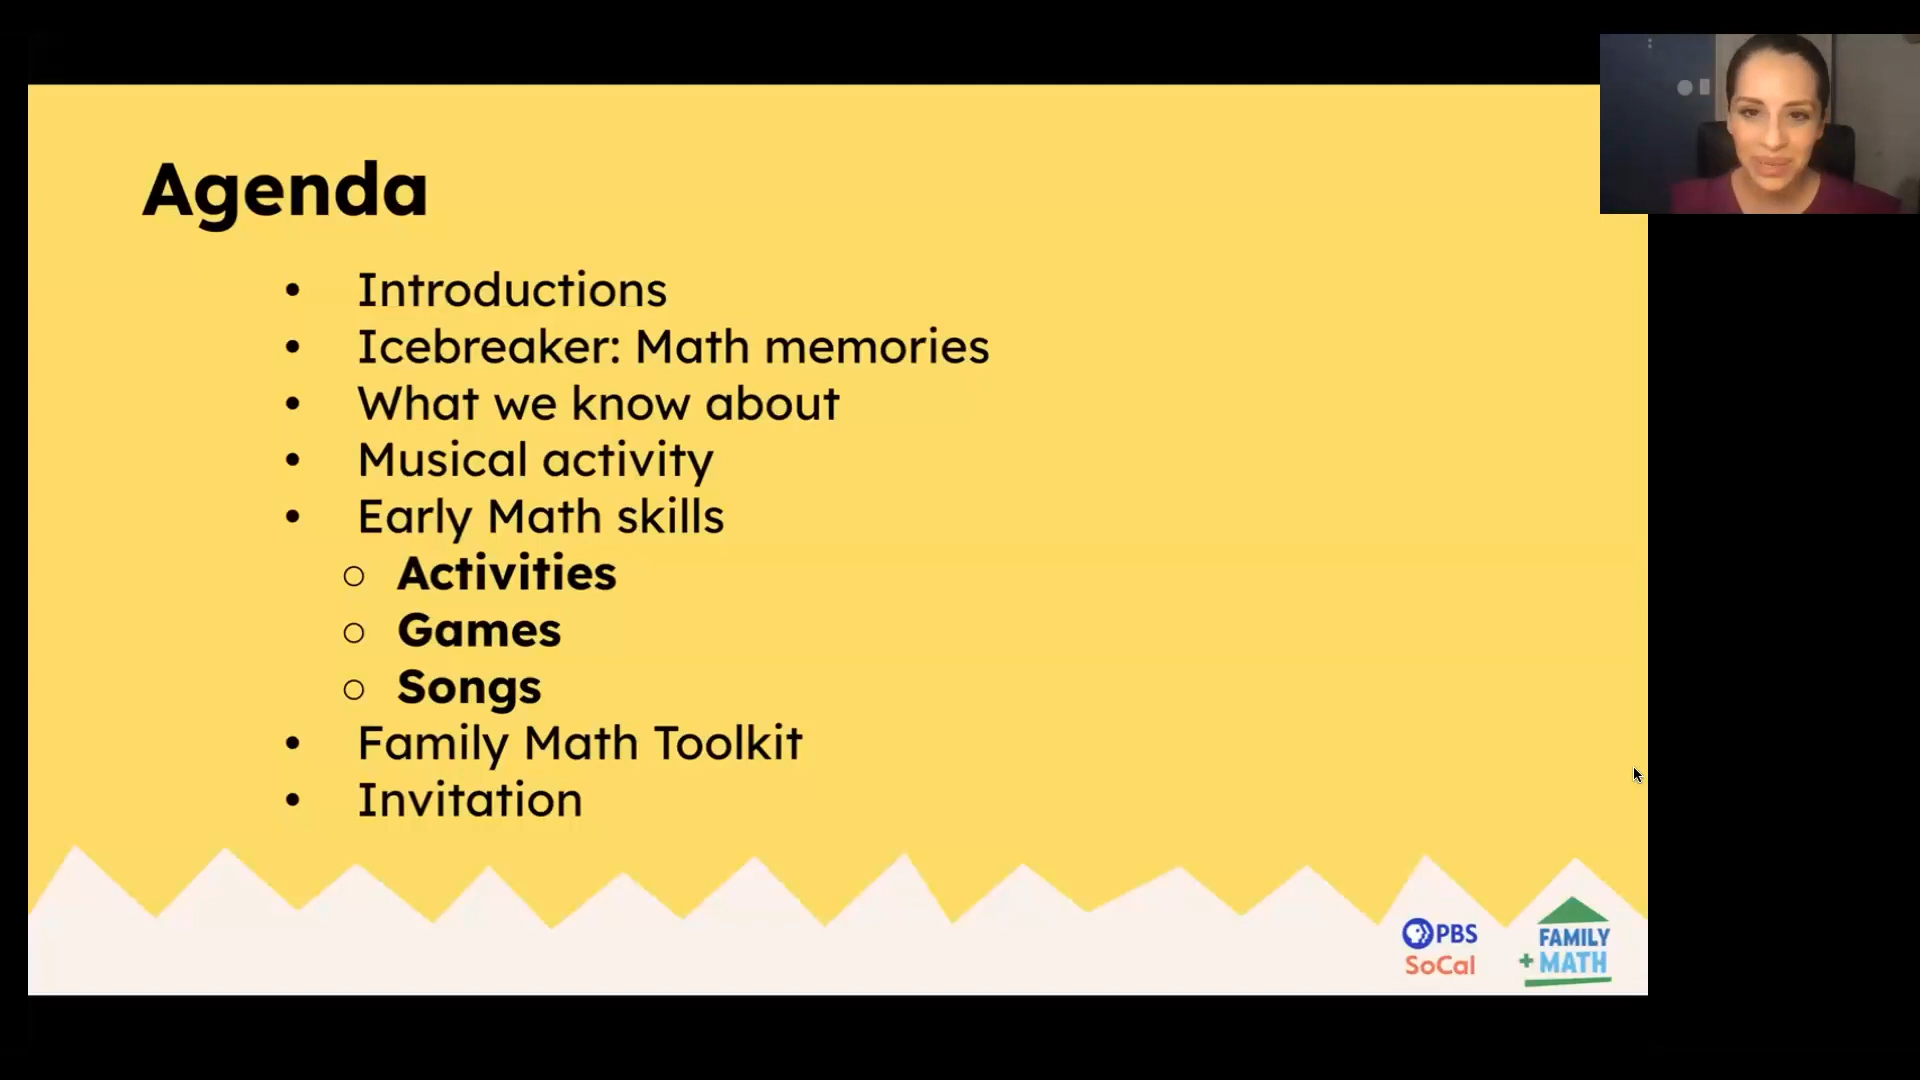 Agenda
• Introductions
• Icebreaker: Math memories
• What we know about
• Musical activity
• Early Math skills
○ Activities
○ Games
○ Songs
• Family Math Toolkit
• Invitation
PBS
SoCal
FAMILY
+MATH